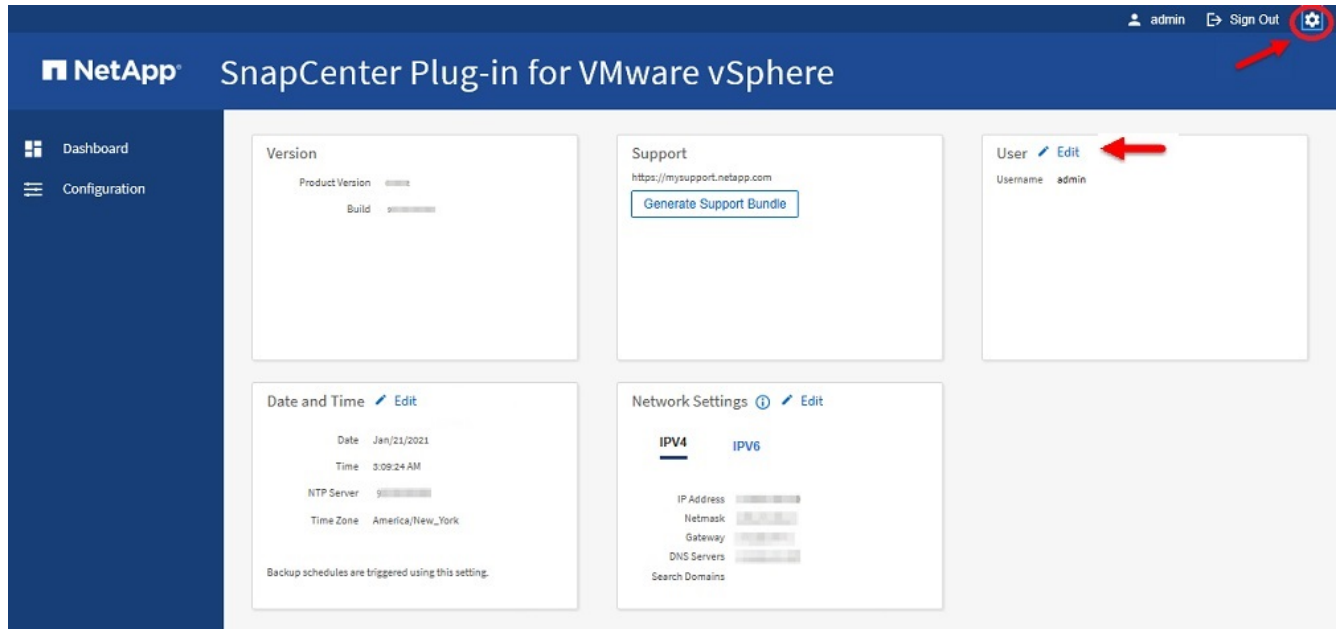 admin Sign Out
NetApp
SnapCenter Plug-in for VMware vSphere
Dashboard
Configuration
Version
Product Version
Build
Support
https://mysupport.netapp.com
Generate Support Bundle
User Edit
Username admin
Date and Time Edit
Date Jan/21/2021
Time 3:09:24 AM
NTP Server
Time Zone America/New_York
Backup schedules are triggered using this setting.
Network Settings Edit
IPV4 IPV6
IP Address
Netmask
Gateway
DNS Servers
Search Domains